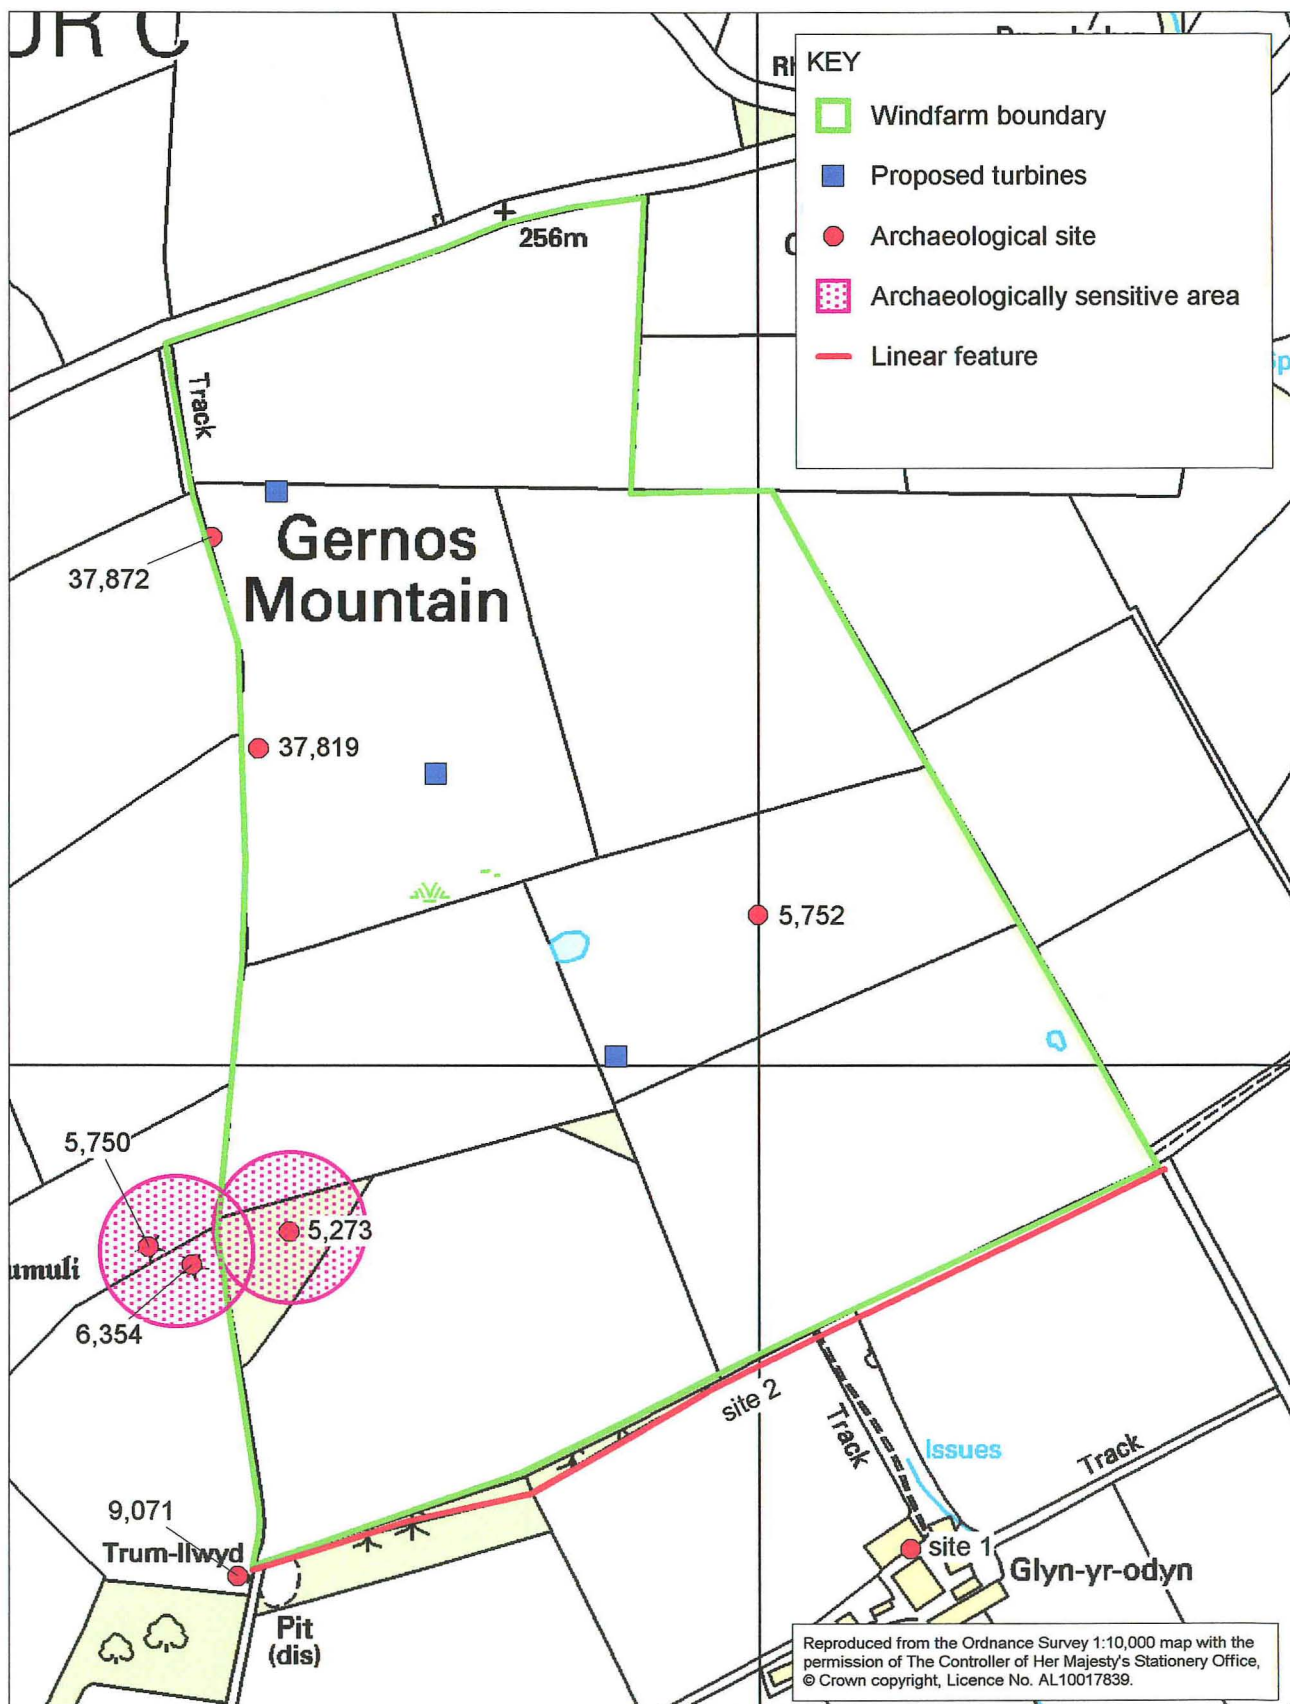 UR C
KEY
Windfarm boundary
Proposed turbines
Archaeological site
Archaeologically sensitive area
Linear feature
256m
Track
Gernos
Mountain
37,872
37,819
5,752
5,750
5,273
umuli
6,354
site 2
Track
Issues
Track
9,071
Trum-llwyd
site 1
Glyn-yr-odyn
Pit
(dis)
Reproduced from the Ordnance Survey 1:10,000 map with the
permission of The Controller of Her Majesty's Stationery Office,
© Crown copyright, Licence No. AL10017839.